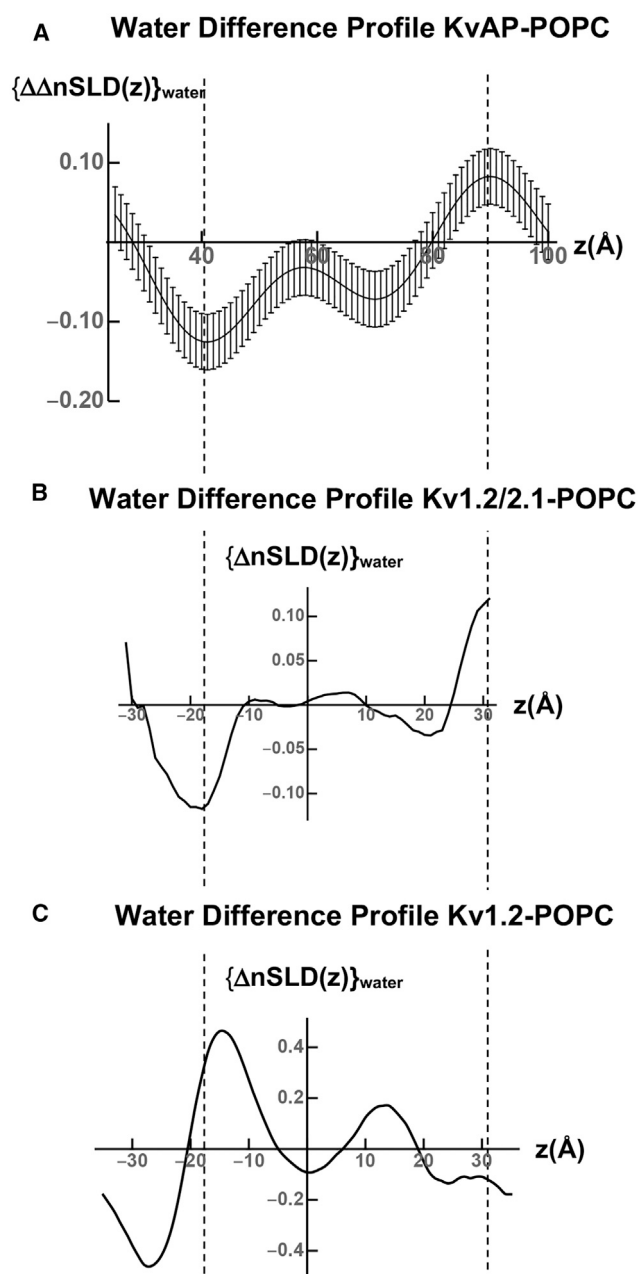 A
Water Difference Profile KvAP-POPC
{ΔΔnSLD(z)}water
0.10
40 60 80 100 z(Å)
−0.10
−0.20
B
Water Difference Profile Kv1.2/2.1-POPC
{ΔnSLD(z)}water
0.10
0.05
−30 −20 −10 10 20 30 z(Å)
−0.05
−0.10
C
Water Difference Profile Kv1.2-POPC
{ΔnSLD(z)}water
0.4
0.2
−30 −20 −10 10 20 30 z(Å)
−0.2
−0.4